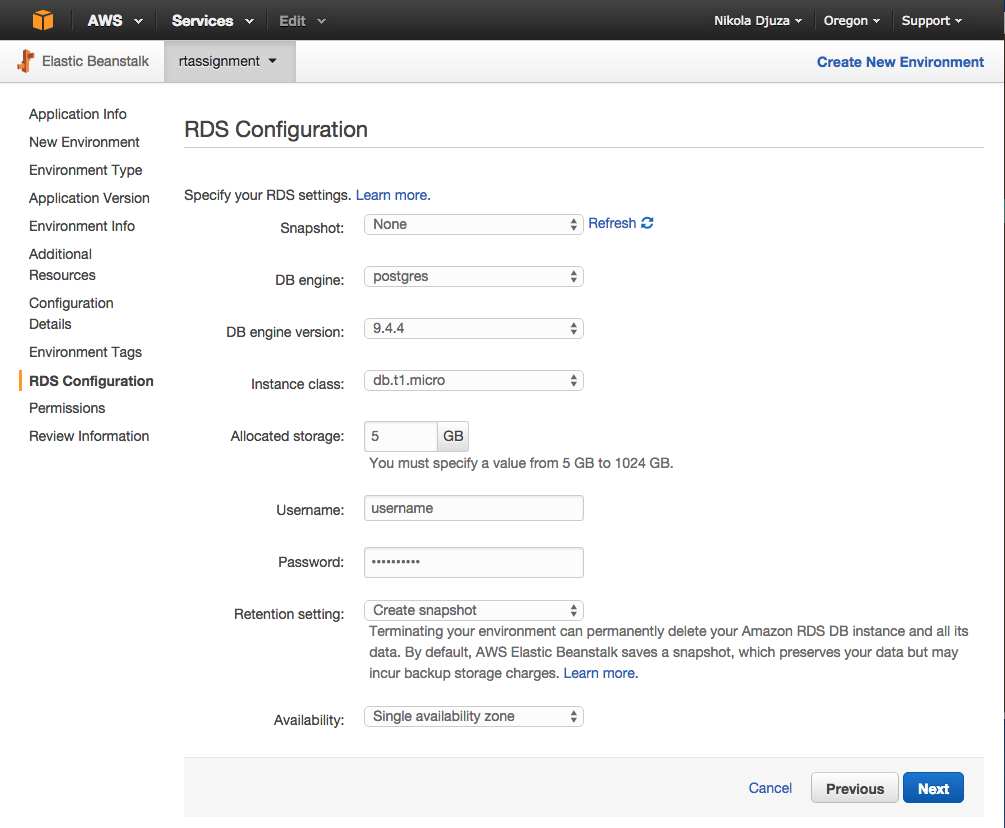 AWS Services Edit Nikola Djuza Oregon Support
Elastic Beanstalk rtassignment Create New Environment
Application Info
New Environment
Environment Type
Application Version
Environment Info
Additional
Resources
Configuration
Details
Environment Tags
RDS Configuration
Permissions
Review Information
RDS Configuration
Specify your RDS settings. Learn more.
Snapshot: None Refresh
DB engine: postgres
DB engine version: 9.4.4
Instance class: db.t1.micro
Allocated storage: 5 GB
You must specify a value from 5 GB to 1024 GB.
Username: username
Password: ••••••••••
Retention setting: Create snapshot
Terminating your environment can permanently delete your Amazon RDS DB instance and all its
data. By default, AWS Elastic Beanstalk saves a snapshot, which preserves your data but may
incur backup storage charges. Learn more.
Availability: Single availability zone
Cancel Previous Next